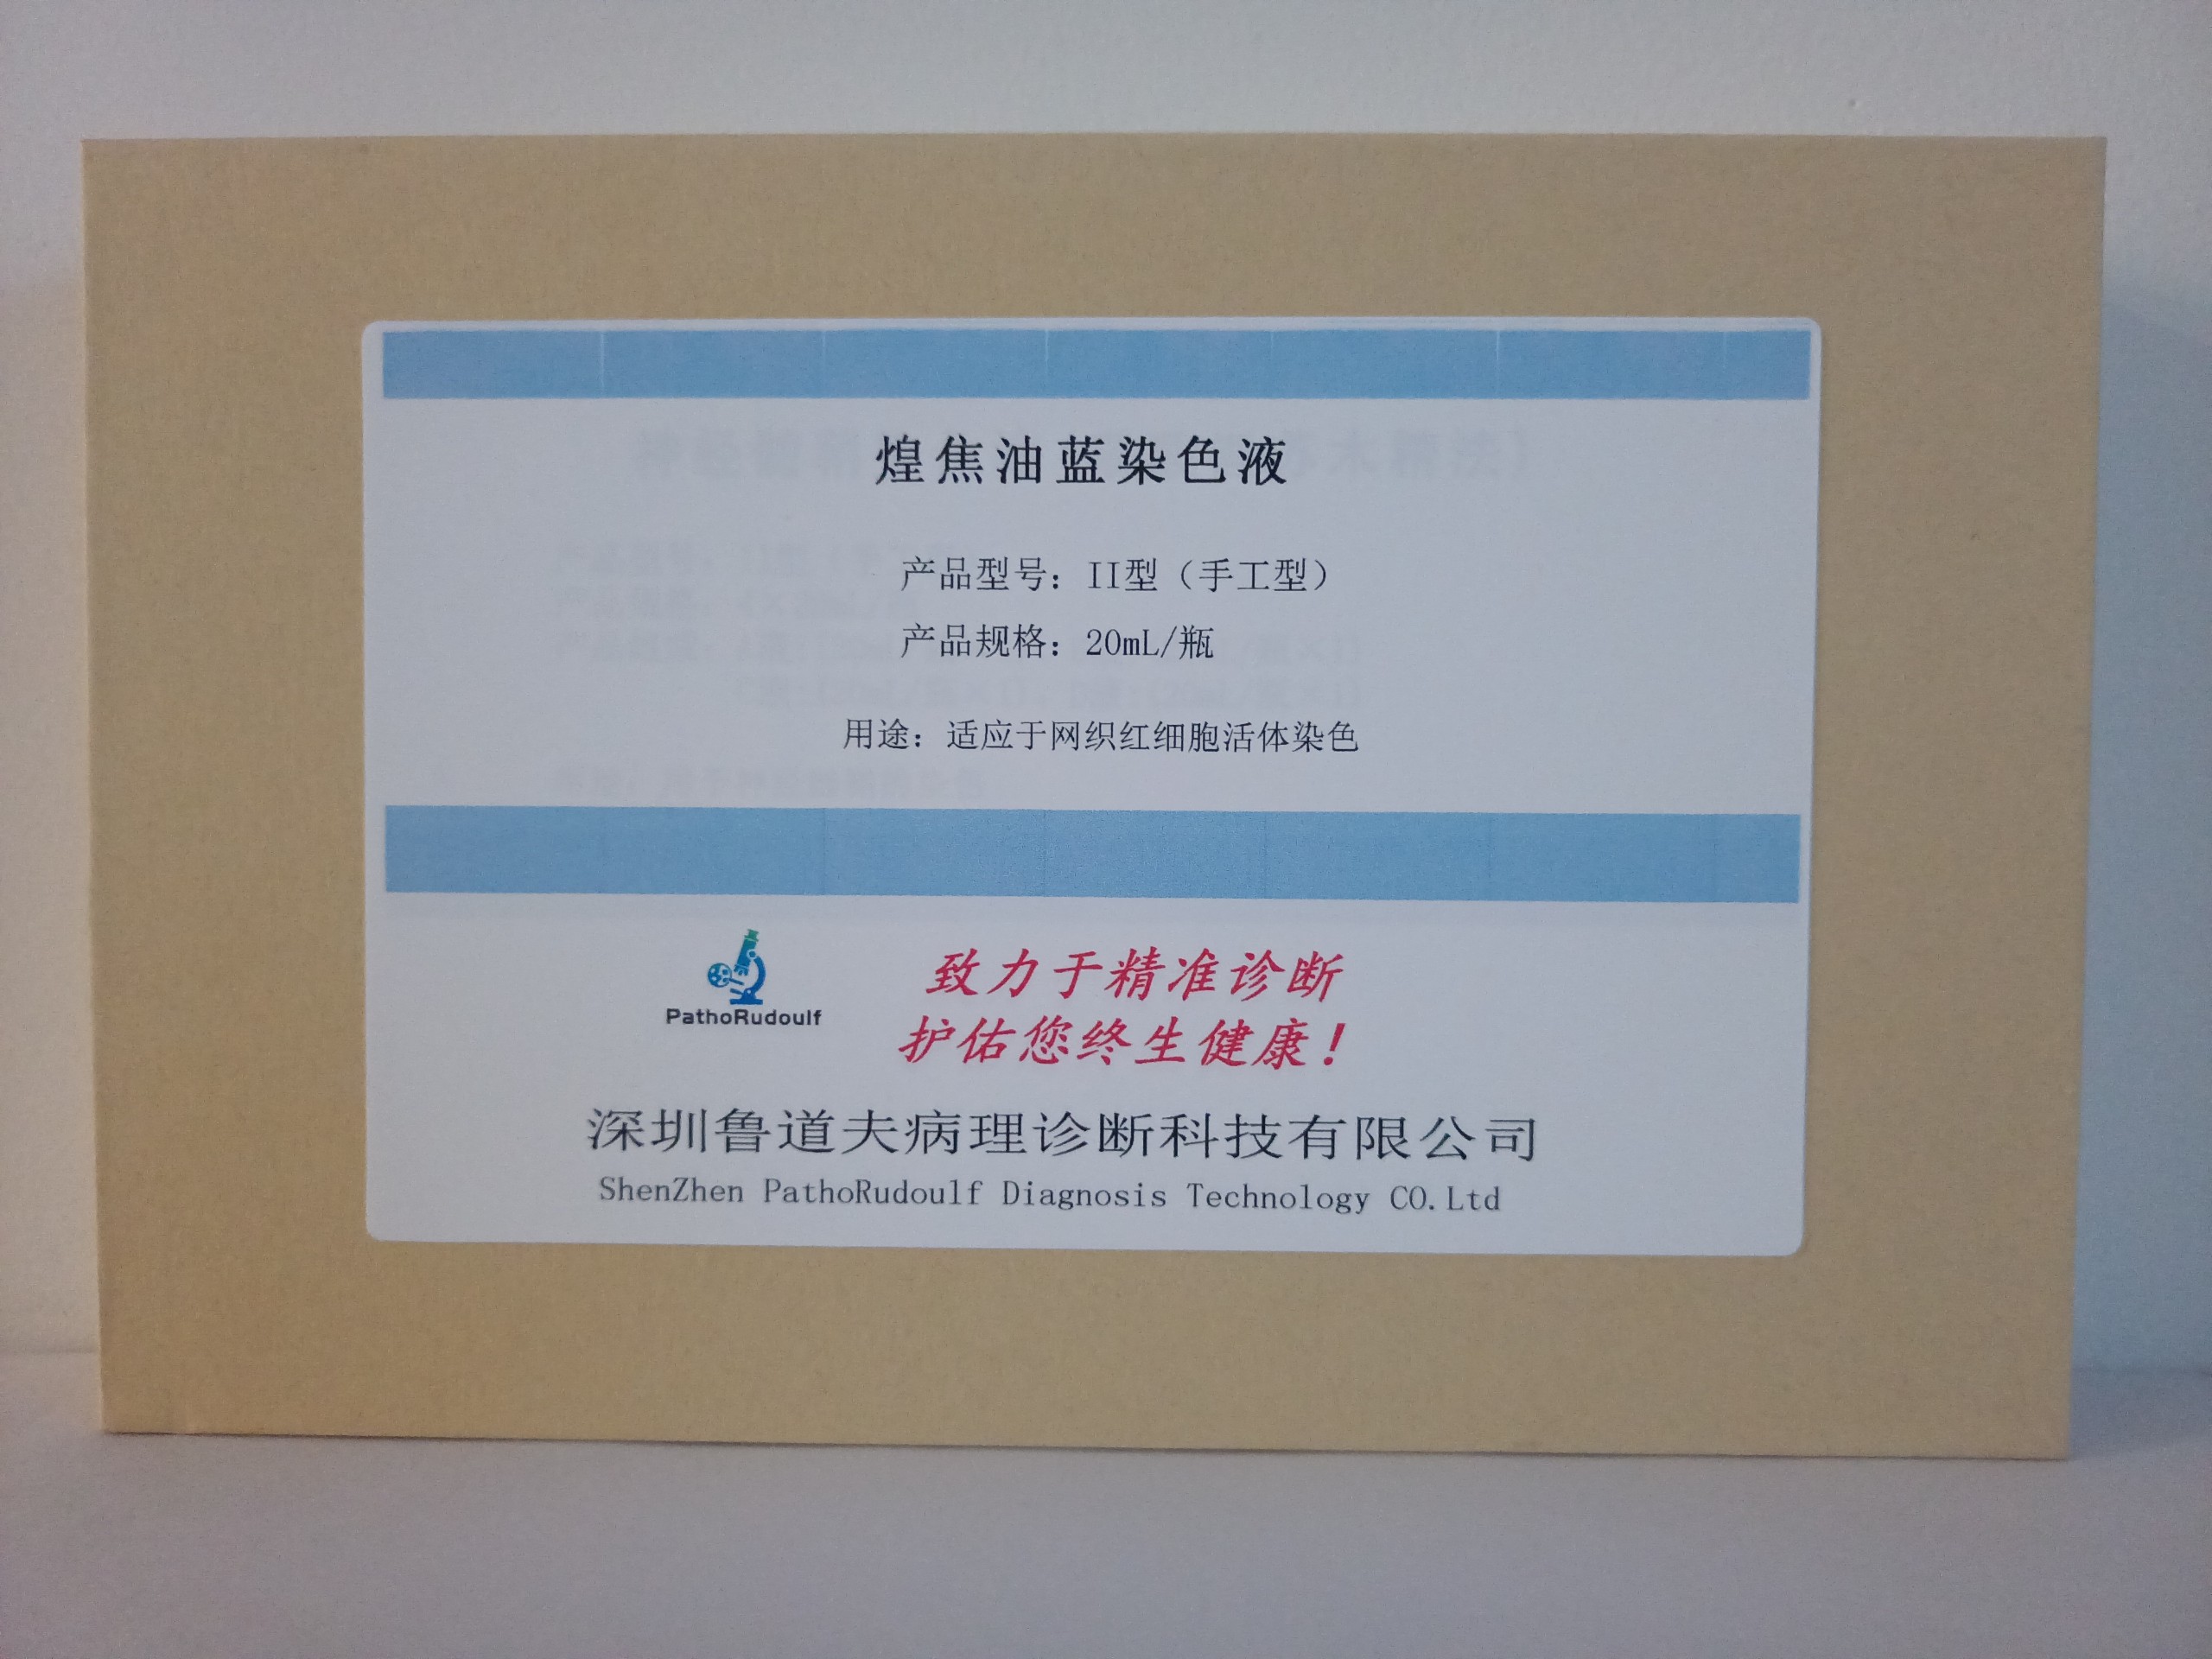 煌焦油蓝染色液
产品型号：II型（手工型）
产品规格：20mL/瓶
用途：适应于网织红细胞活体染色
PathoRudoulf
致力于精准诊断
护佑您终生健康！
深圳鲁道夫病理诊断科技有限公司
ShenZhen PathoRudoulf Diagnosis Technology CO.Ltd